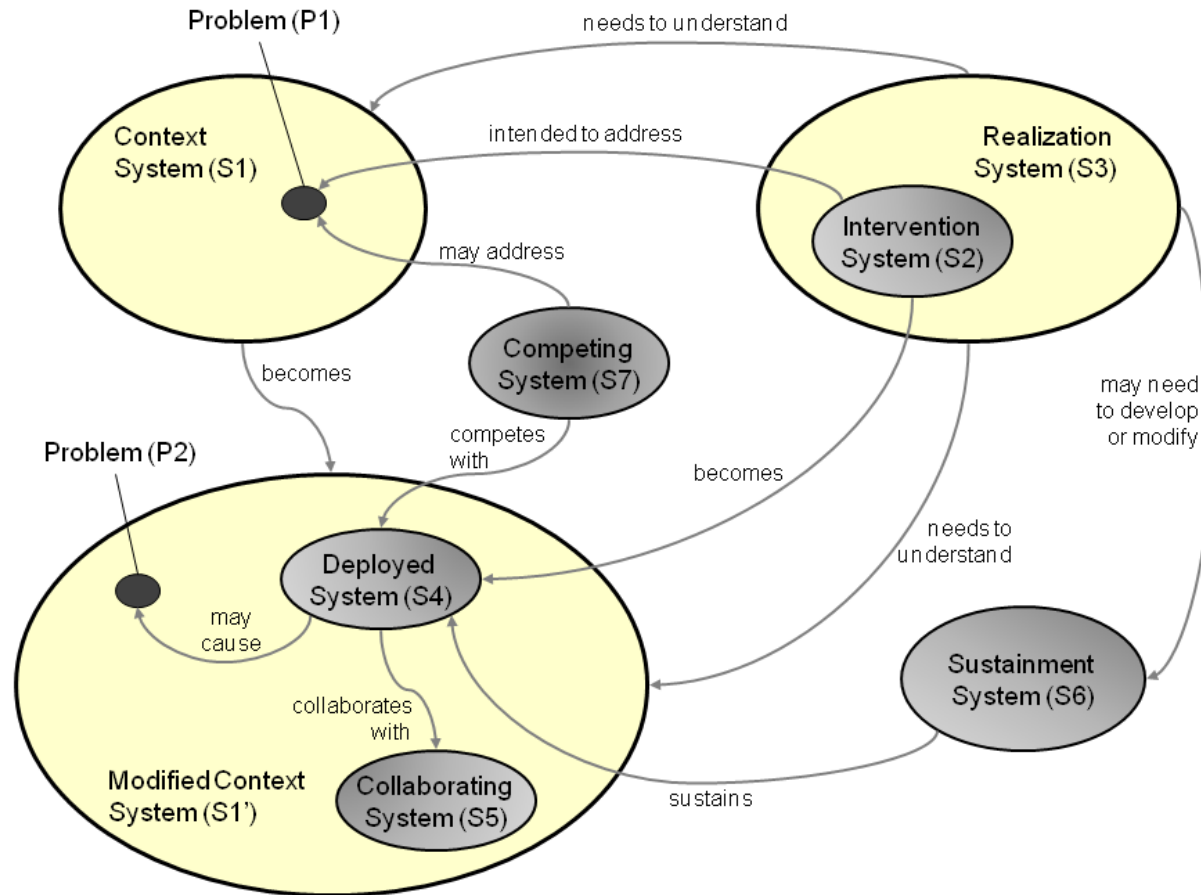 Problem (P1)
needs to understand
Context
System (S1)
intended to address
Realization
System (S3)
Intervention
System (S2)
may address
Competing
System (S7)
becomes
may need
to develop
or modify
competes
with
Problem (P2)
becomes
needs to
understand
Deployed
System (S4)
may
cause
Sustainment
System (S6)
collaborates
with
Modified Context
System (S1')
Collaborating
System (S5)
sustains